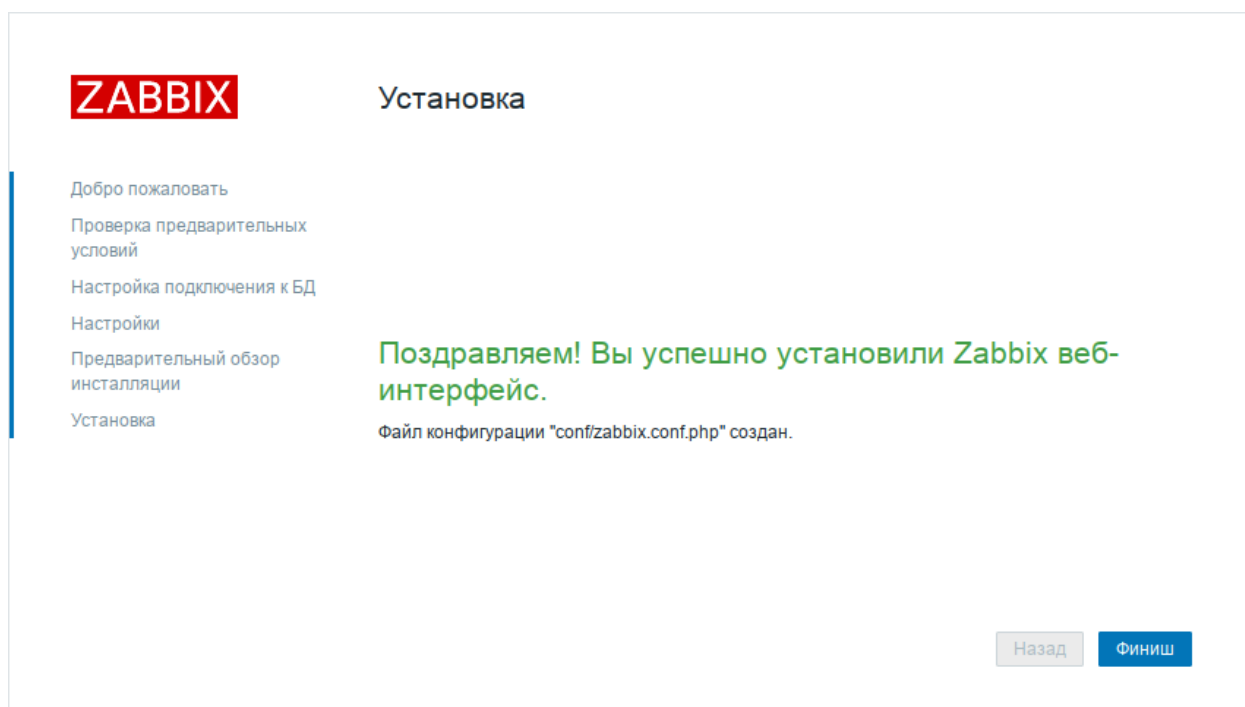 ZABBIX
Установка
Добро пожаловать
Проверка предварительных
условий
Настройка подключения к БД
Настройки
Предварительный обзор
инсталляции
Установка
Поздравляем! Вы успешно установили Zabbix веб-
интерфейс.
Файл конфигурации "conf/zabbix.conf.php" создан.
Назад
Финиш